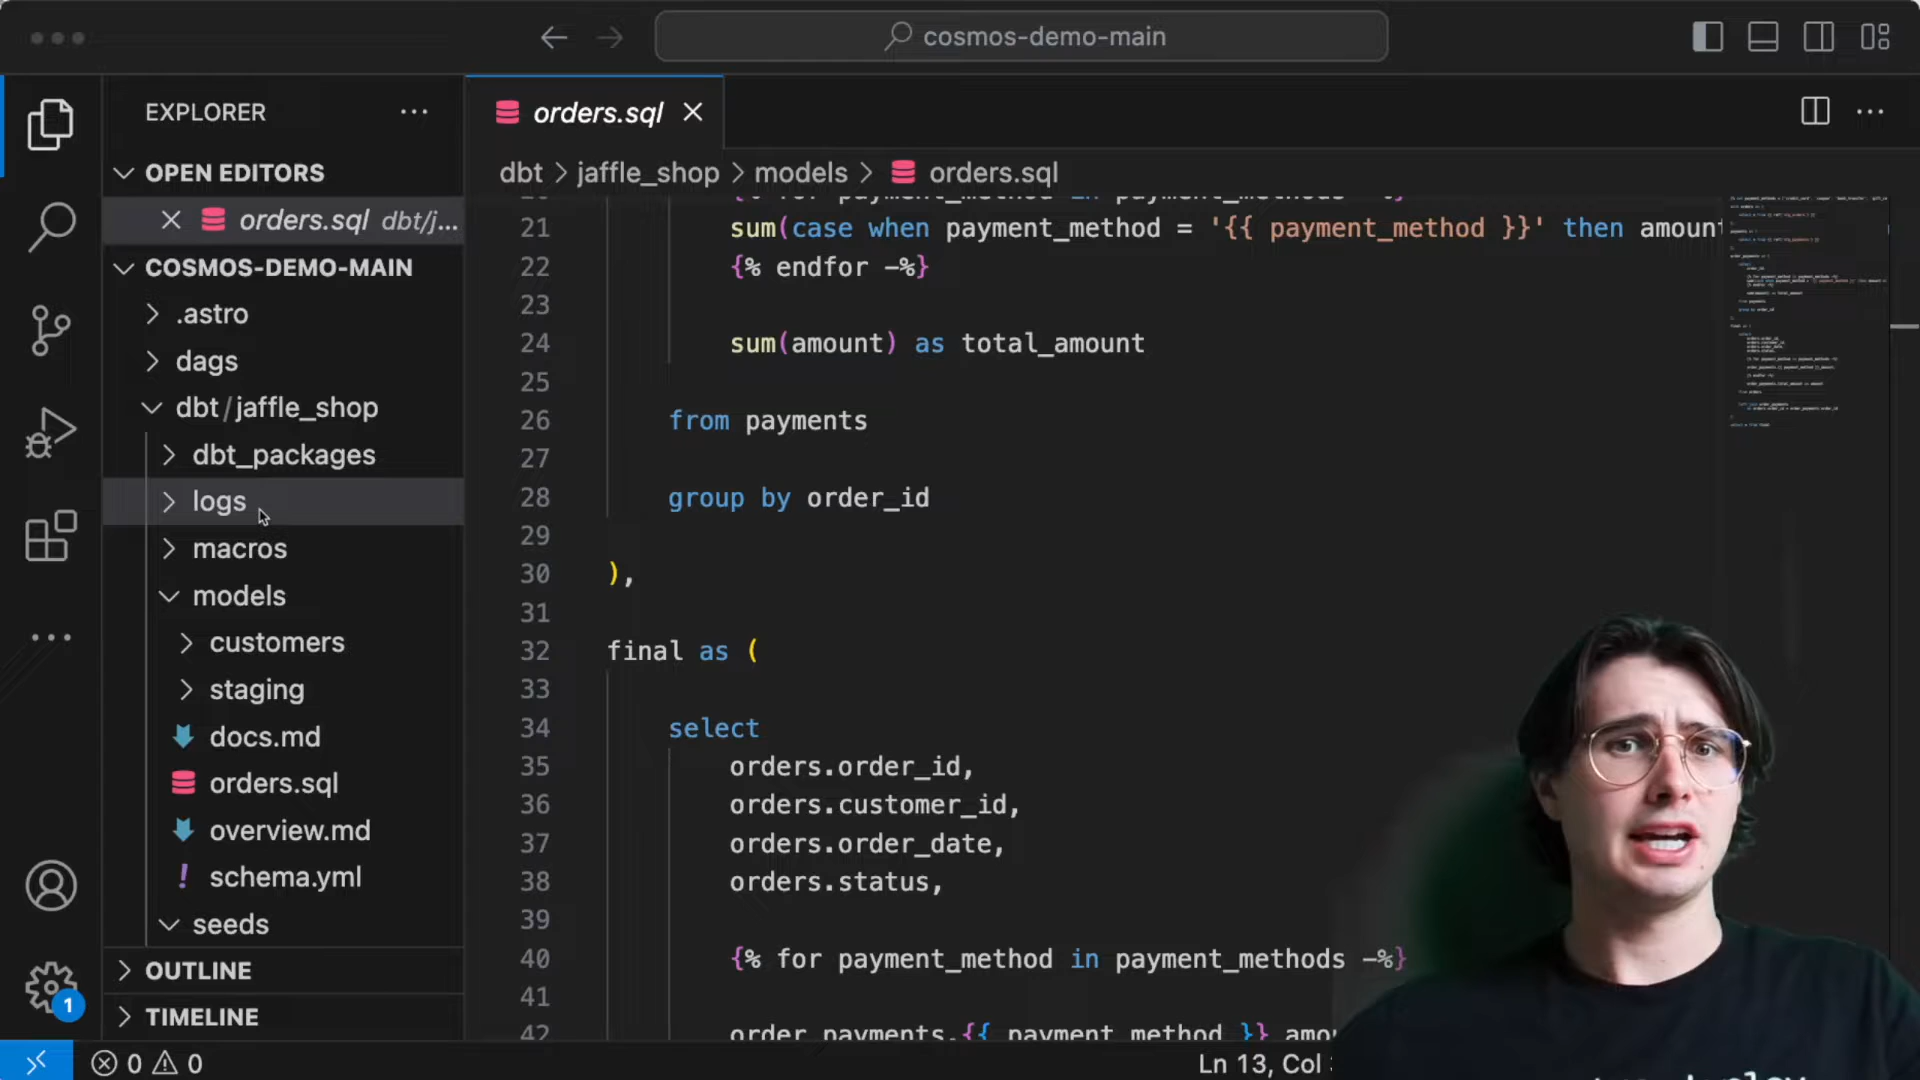 cosmos-demo-main
EXPLORER
orders.sql
OPEN EDITORS
dbt > jaffle_shop > models > orders.sql
orders.sql dbt/j...
COSMOS-DEMO-MAIN
.astro
dags
dbt/jaffle_shop
dbt_packages
logs
macros
models
customers
staging
docs.md
orders.sql
overview.md
schema.yml
seeds
OUTLINE
TIMELINE
21 sum(case when payment_method = '{{ payment_method }}' then amount
22 {% endfor -%}
23
24 sum(amount) as total_amount
25
26 from payments
27
28 group by order_id
29
30 ),
31
32 final as (
33
34 select
35 orders.order_id,
36 orders.customer_id,
37 orders.order_date,
38 orders.status,
39
40 {% for payment_method in payment_methods -%}
41
42 order_payments.{{ payment_method }}
1
0 0
Ln 13, Col